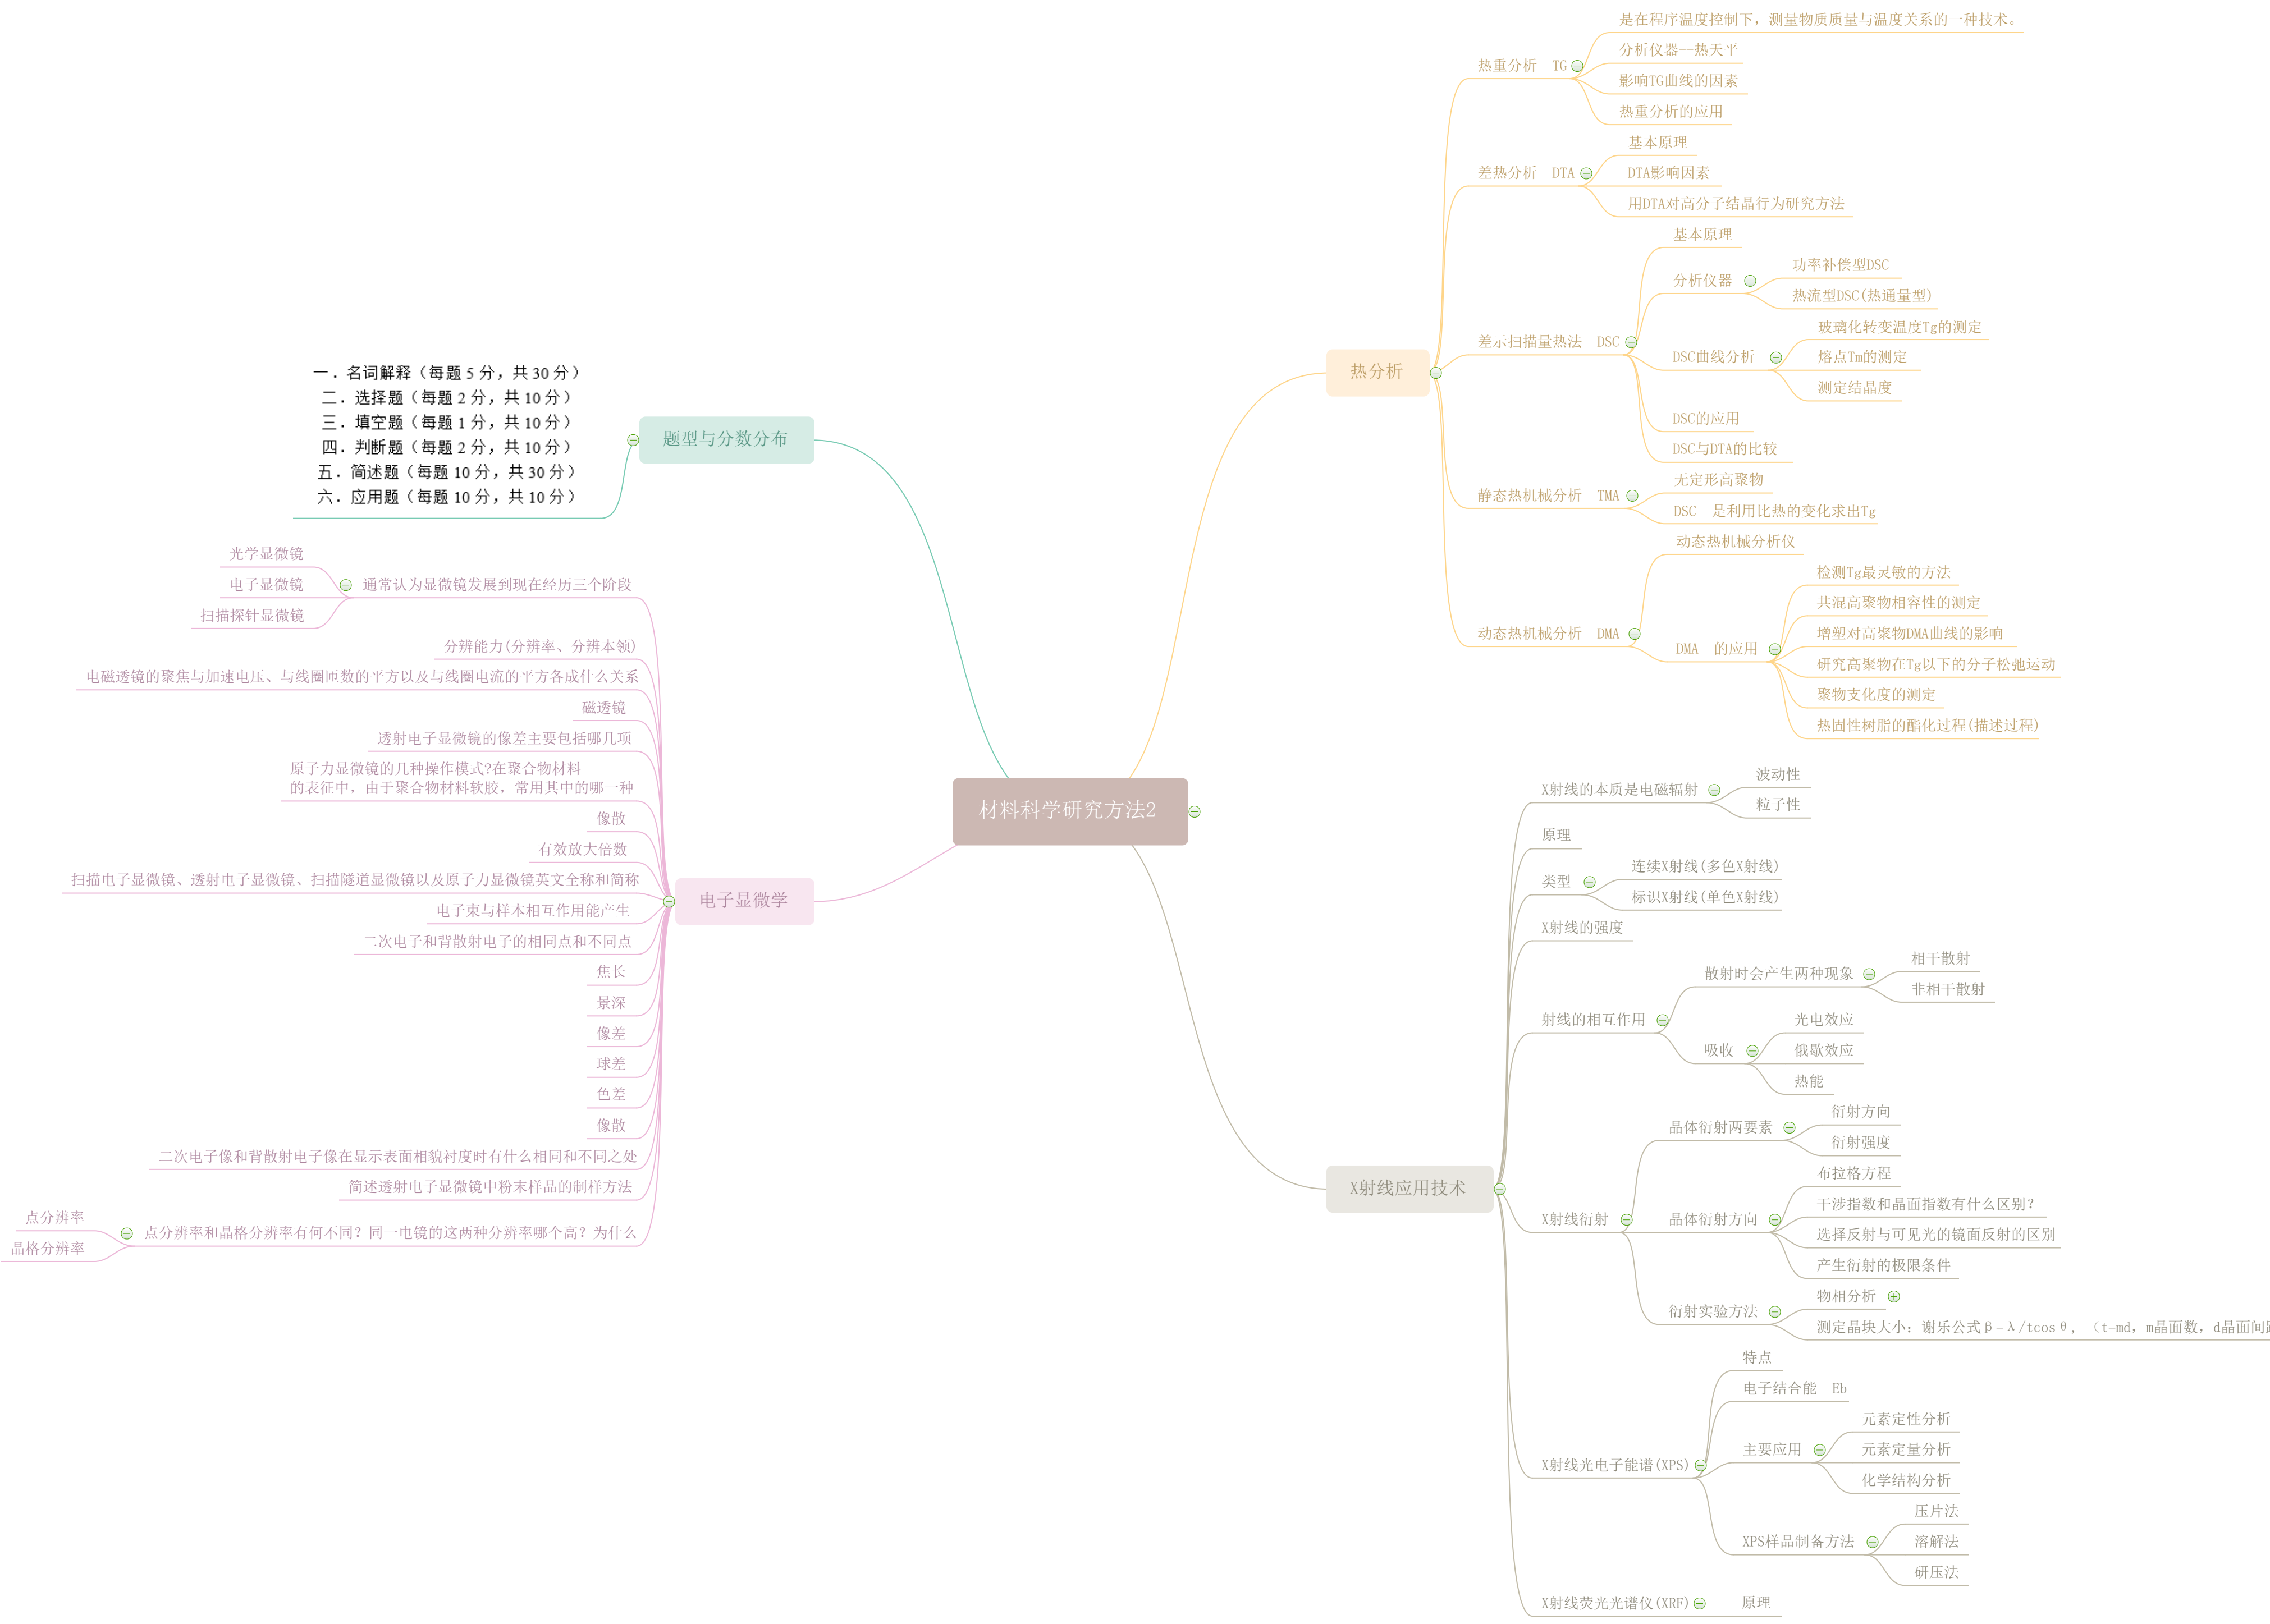 材料科学研究方法2
热分析
热重分析 TG
是在程序温度控制下，测量物质质量与温度关系的一种技术。
分析仪器--热天平
影响TG曲线的因素
热重分析的应用
差热分析 DTA
基本原理
DTA影响因素
用DTA对高分子结晶行为研究方法
差示扫描量热法 DSC
基本原理
分析仪器
功率补偿型DSC
热流型DSC(热通量型)
DSC曲线分析
玻璃化转变温度Tg的测定
熔点Tm的测定
测定结晶度
DSC的应用
DSC与DTA的比较
静态热机械分析 TMA
无定形高聚物
DSC 是利用比热的变化求出Tg
动态热机械分析 DMA
动态热机械分析仪
DMA 的应用
检测Tg最灵敏的方法
共混高聚物相容性的测定
增塑对高聚物DMA曲线的影响
研究高聚物在Tg以下的分子松弛运动
聚物支化度的测定
热固性树脂的酯化过程(描述过程)
X射线应用技术
X射线的本质是电磁辐射
波动性
粒子性
原理
类型
连续X射线(多色X射线)
标识X射线(单色X射线)
X射线的强度
射线的相互作用
散射时会产生两种现象
相干散射
非相干散射
吸收
光电效应
俄歇效应
热能
X射线衍射
晶体衍射两要素
衍射方向
衍射强度
晶体衍射方向
布拉格方程
干涉指数和晶面指数有什么区别？
选择反射与可见光的镜面反射的区别
产生衍射的极限条件
衍射实验方法
物相分析
测定晶块大小：谢乐公式β=λ/tcosθ，（t=md，m晶面数，d晶面间
X射线光电子能谱(XPS)
特点
电子结合能 Eb
主要应用
元素定性分析
元素定量分析
化学结构分析
XPS样品制备方法
压片法
溶解法
研压法
X射线荧光光谱仪(XRF)
原理
题型与分数分布
一．名词解释（每题 5 分，共 30 分）
二．选择题（每题 2 分，共 10 分）
三．填空题（每题 1 分，共 10 分）
四．判断题（每题 2 分，共 10 分）
五．简述题（每题 10 分，共 30 分）
六．应用题（每题 10 分，共 10 分）
电子显微学
通常认为显微镜发展到现在经历三个阶段
光学显微镜
电子显微镜
扫描探针显微镜
分辨能力(分辨率、分辨本领)
电磁透镜的聚焦与加速电压、与线圈匝数的平方以及与线圈电流的平方各成什么关系
磁透镜
透射电子显微镜的像差主要包括哪几项
原子力显微镜的几种操作模式?在聚合物材料
的表征中，由于聚合物材料软胶，常用其中的哪一种
像散
有效放大倍数
扫描电子显微镜、透射电子显微镜、扫描隧道显微镜以及原子力显微镜英文全称和简称
电子束与样本相互作用能产生
二次电子和背散射电子的相同点和不同点
焦长
景深
像差
球差
色差
像散
二次电子像和背散射电子像在显示表面相貌衬度时有什么相同和不同之处
简述透射电子显微镜中粉末样品的制样方法
点分辨率和晶格分辨率有何不同？同一电镜的这两种分辨率哪个高？为什么
点分辨率
晶格分辨率